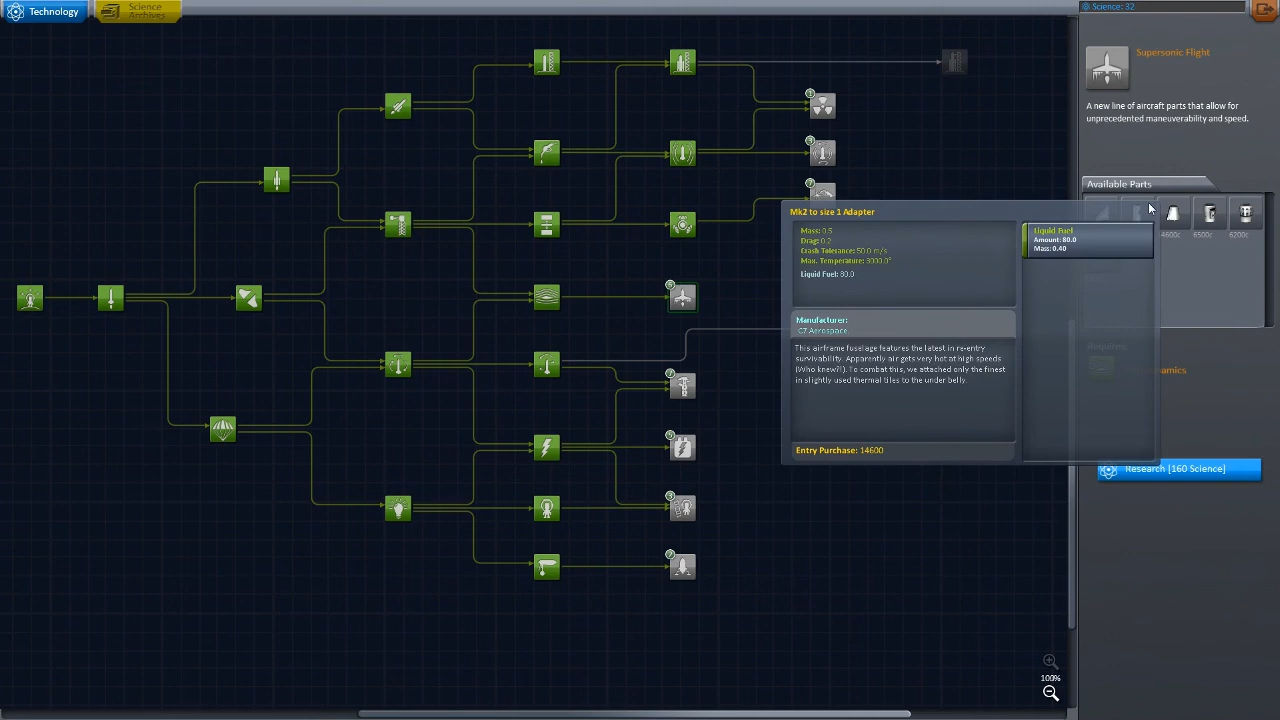 Technology
Science
Archives
Science: 32
Supersonic Flight
A new line of aircraft parts that allow for
unprecedented maneuverability and speed.
Available Parts
4600c
6500c
6200c
Mk2 to size 1 Adapter
Mass: 0.5
Drag: 0.2
Crash Tolerance: 50.0 m/s
Max. Temperature: 3000.0°
Liquid Fuel: 80.0
Liquid Fuel
Amount: 80.0
Mass: 0.40
Manufacturer:
C7 Aerospace.
This airframe fuselage features the latest in re-entry
survivability. Apparently air gets very hot at high speeds
(Who knew?!). To combat this, we attached only the finest
in slightly used thermal tiles to the under belly.
Entry Purchase: 14600
Requires:
Research [160 Science]
100%